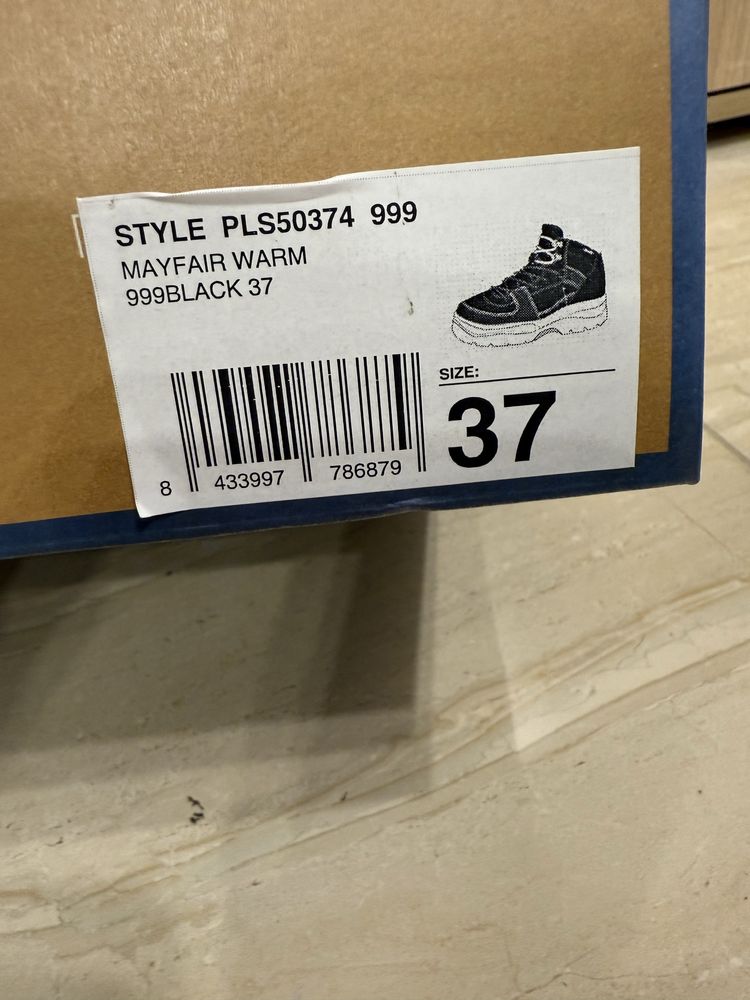 STYLE PLS50374 999
MAYFAIR WARM
999BLACK 37
SIZE:
37
8 433997 786879